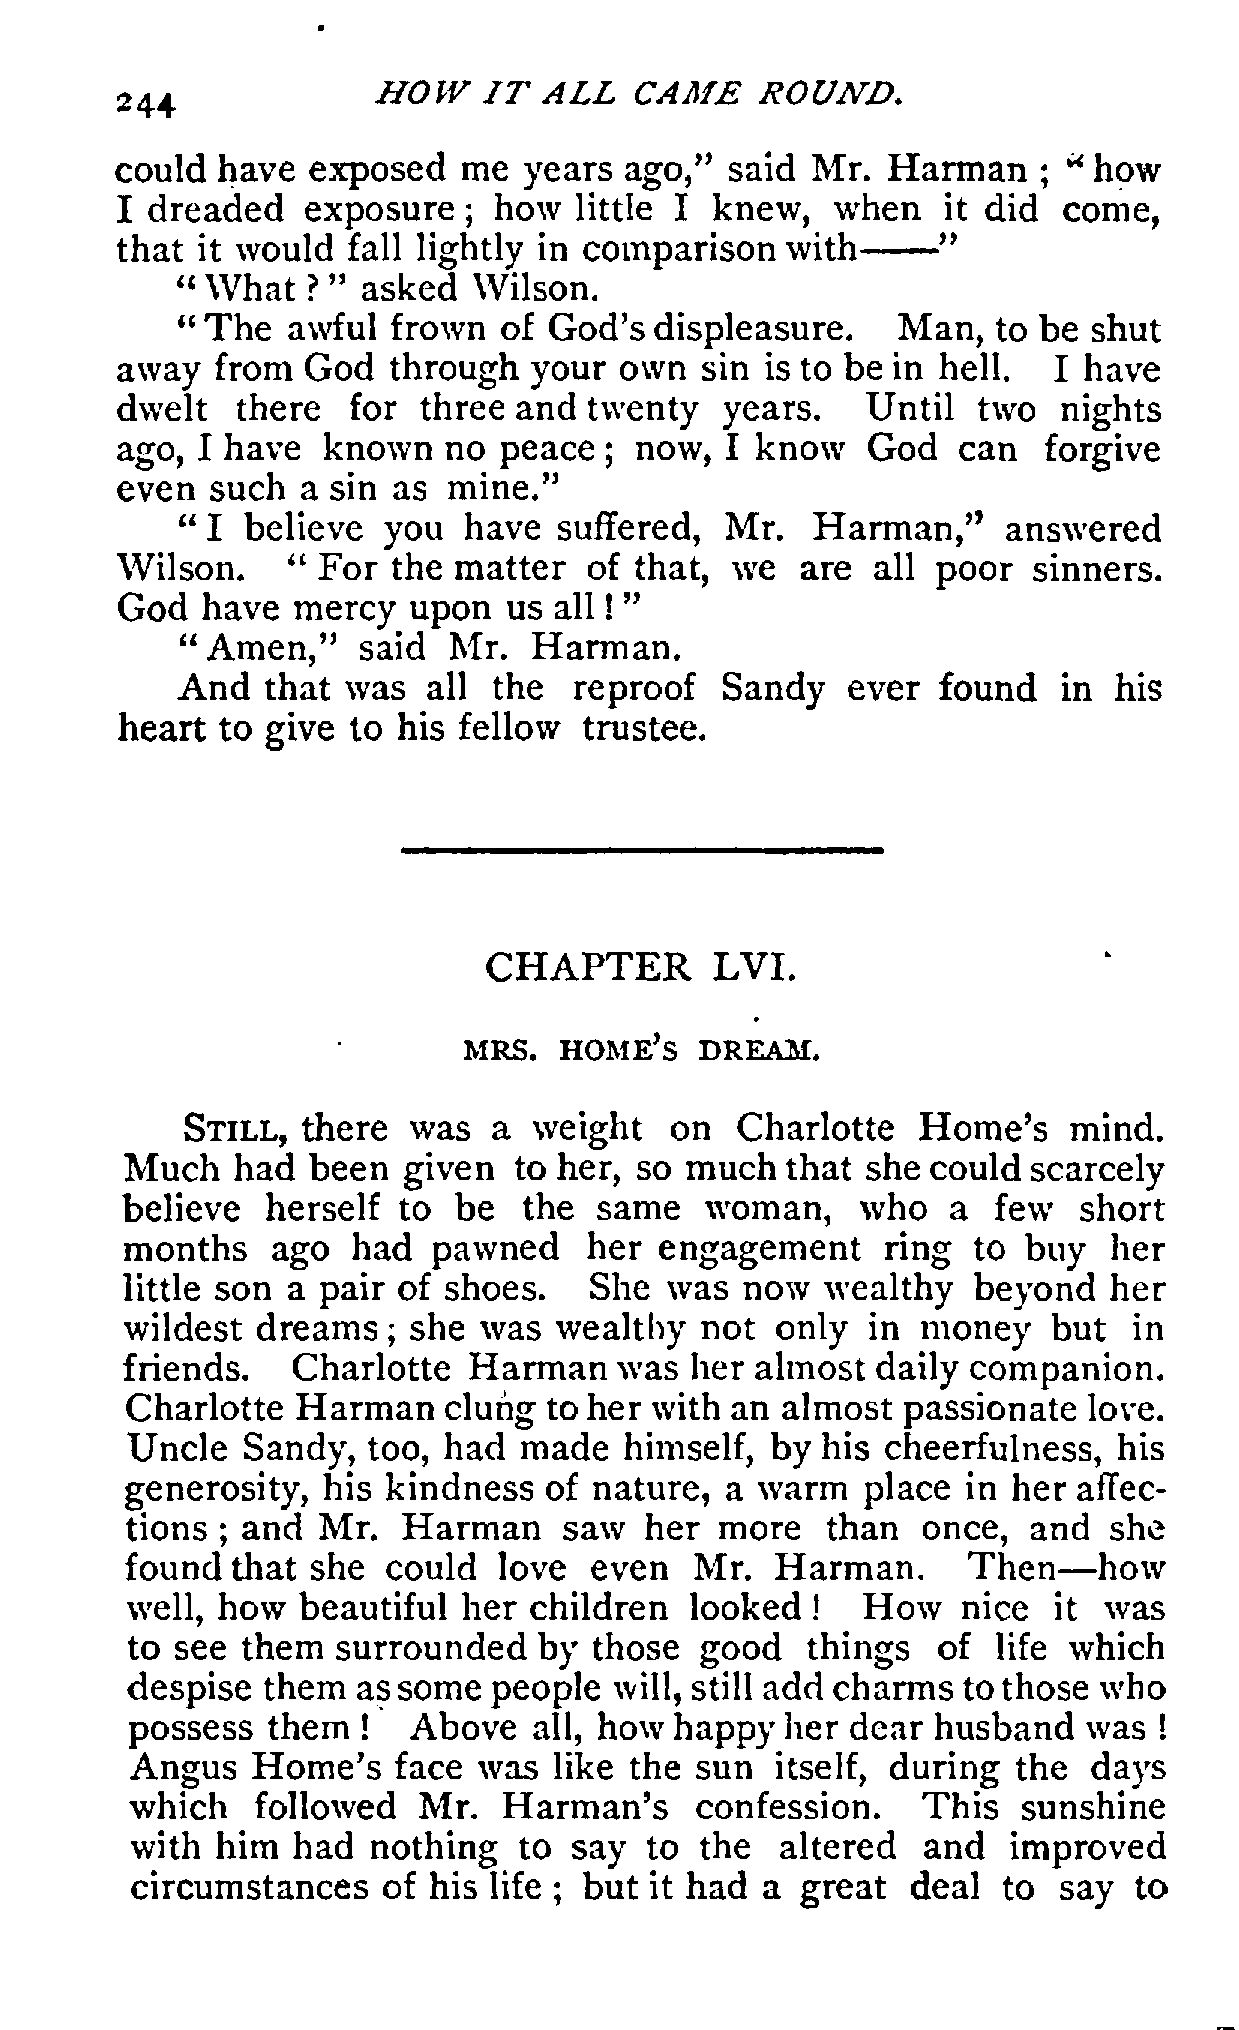 244 HOW IT ALL CAME ROUND.
could have exposed me years ago," said Mr. Harman ; " how
I dreaded exposure ; how little I knew, when it did come,
that it would fall lightly in comparison with——"
" What ? " asked Wilson.
" The awful frown of God's displeasure. Man, to be shut
away from God through your own sin is to be in hell. I have
dwelt there for three and twenty years. Until two nights
ago, I have known no peace ; now, I know God can forgive
even such a sin as mine."
" I believe you have suffered, Mr. Harman," answered
Wilson. " For the matter of that, we are all poor sinners.
God have mercy upon us all ! "
" Amen," said Mr. Harman.
And that was all the reproof Sandy ever found in his
heart to give to his fellow trustee.
CHAPTER LVI.
MRS. HOME'S DREAM.
STILL, there was a weight on Charlotte Home's mind.
Much had been given to her, so much that she could scarcely
believe herself to be the same woman, who a few short
months ago had pawned her engagement ring to buy her
little son a pair of shoes. She was now wealthy beyond her
wildest dreams ; she was wealthy not only in money but in
friends. Charlotte Harman was her almost daily companion.
Charlotte Harman clung to her with an almost passionate love.
Uncle Sandy, too, had made himself, by his cheerfulness, his
generosity, his kindness of nature, a warm place in her affec-
tions ; and Mr. Harman saw her more than once, and she
found that she could love even Mr. Harman. Then—how
well, how beautiful her children looked ! How nice it was
to see them surrounded by those good things of life which
despise them as some people will, still add charms to those who
possess them ! Above all, how happy her dear husband was !
Angus Home's face was like the sun itself, during the days
which followed Mr. Harman's confession. This sunshine
with him had nothing to say to the altered and improved
circumstances of his life ; but it had a great deal to say to